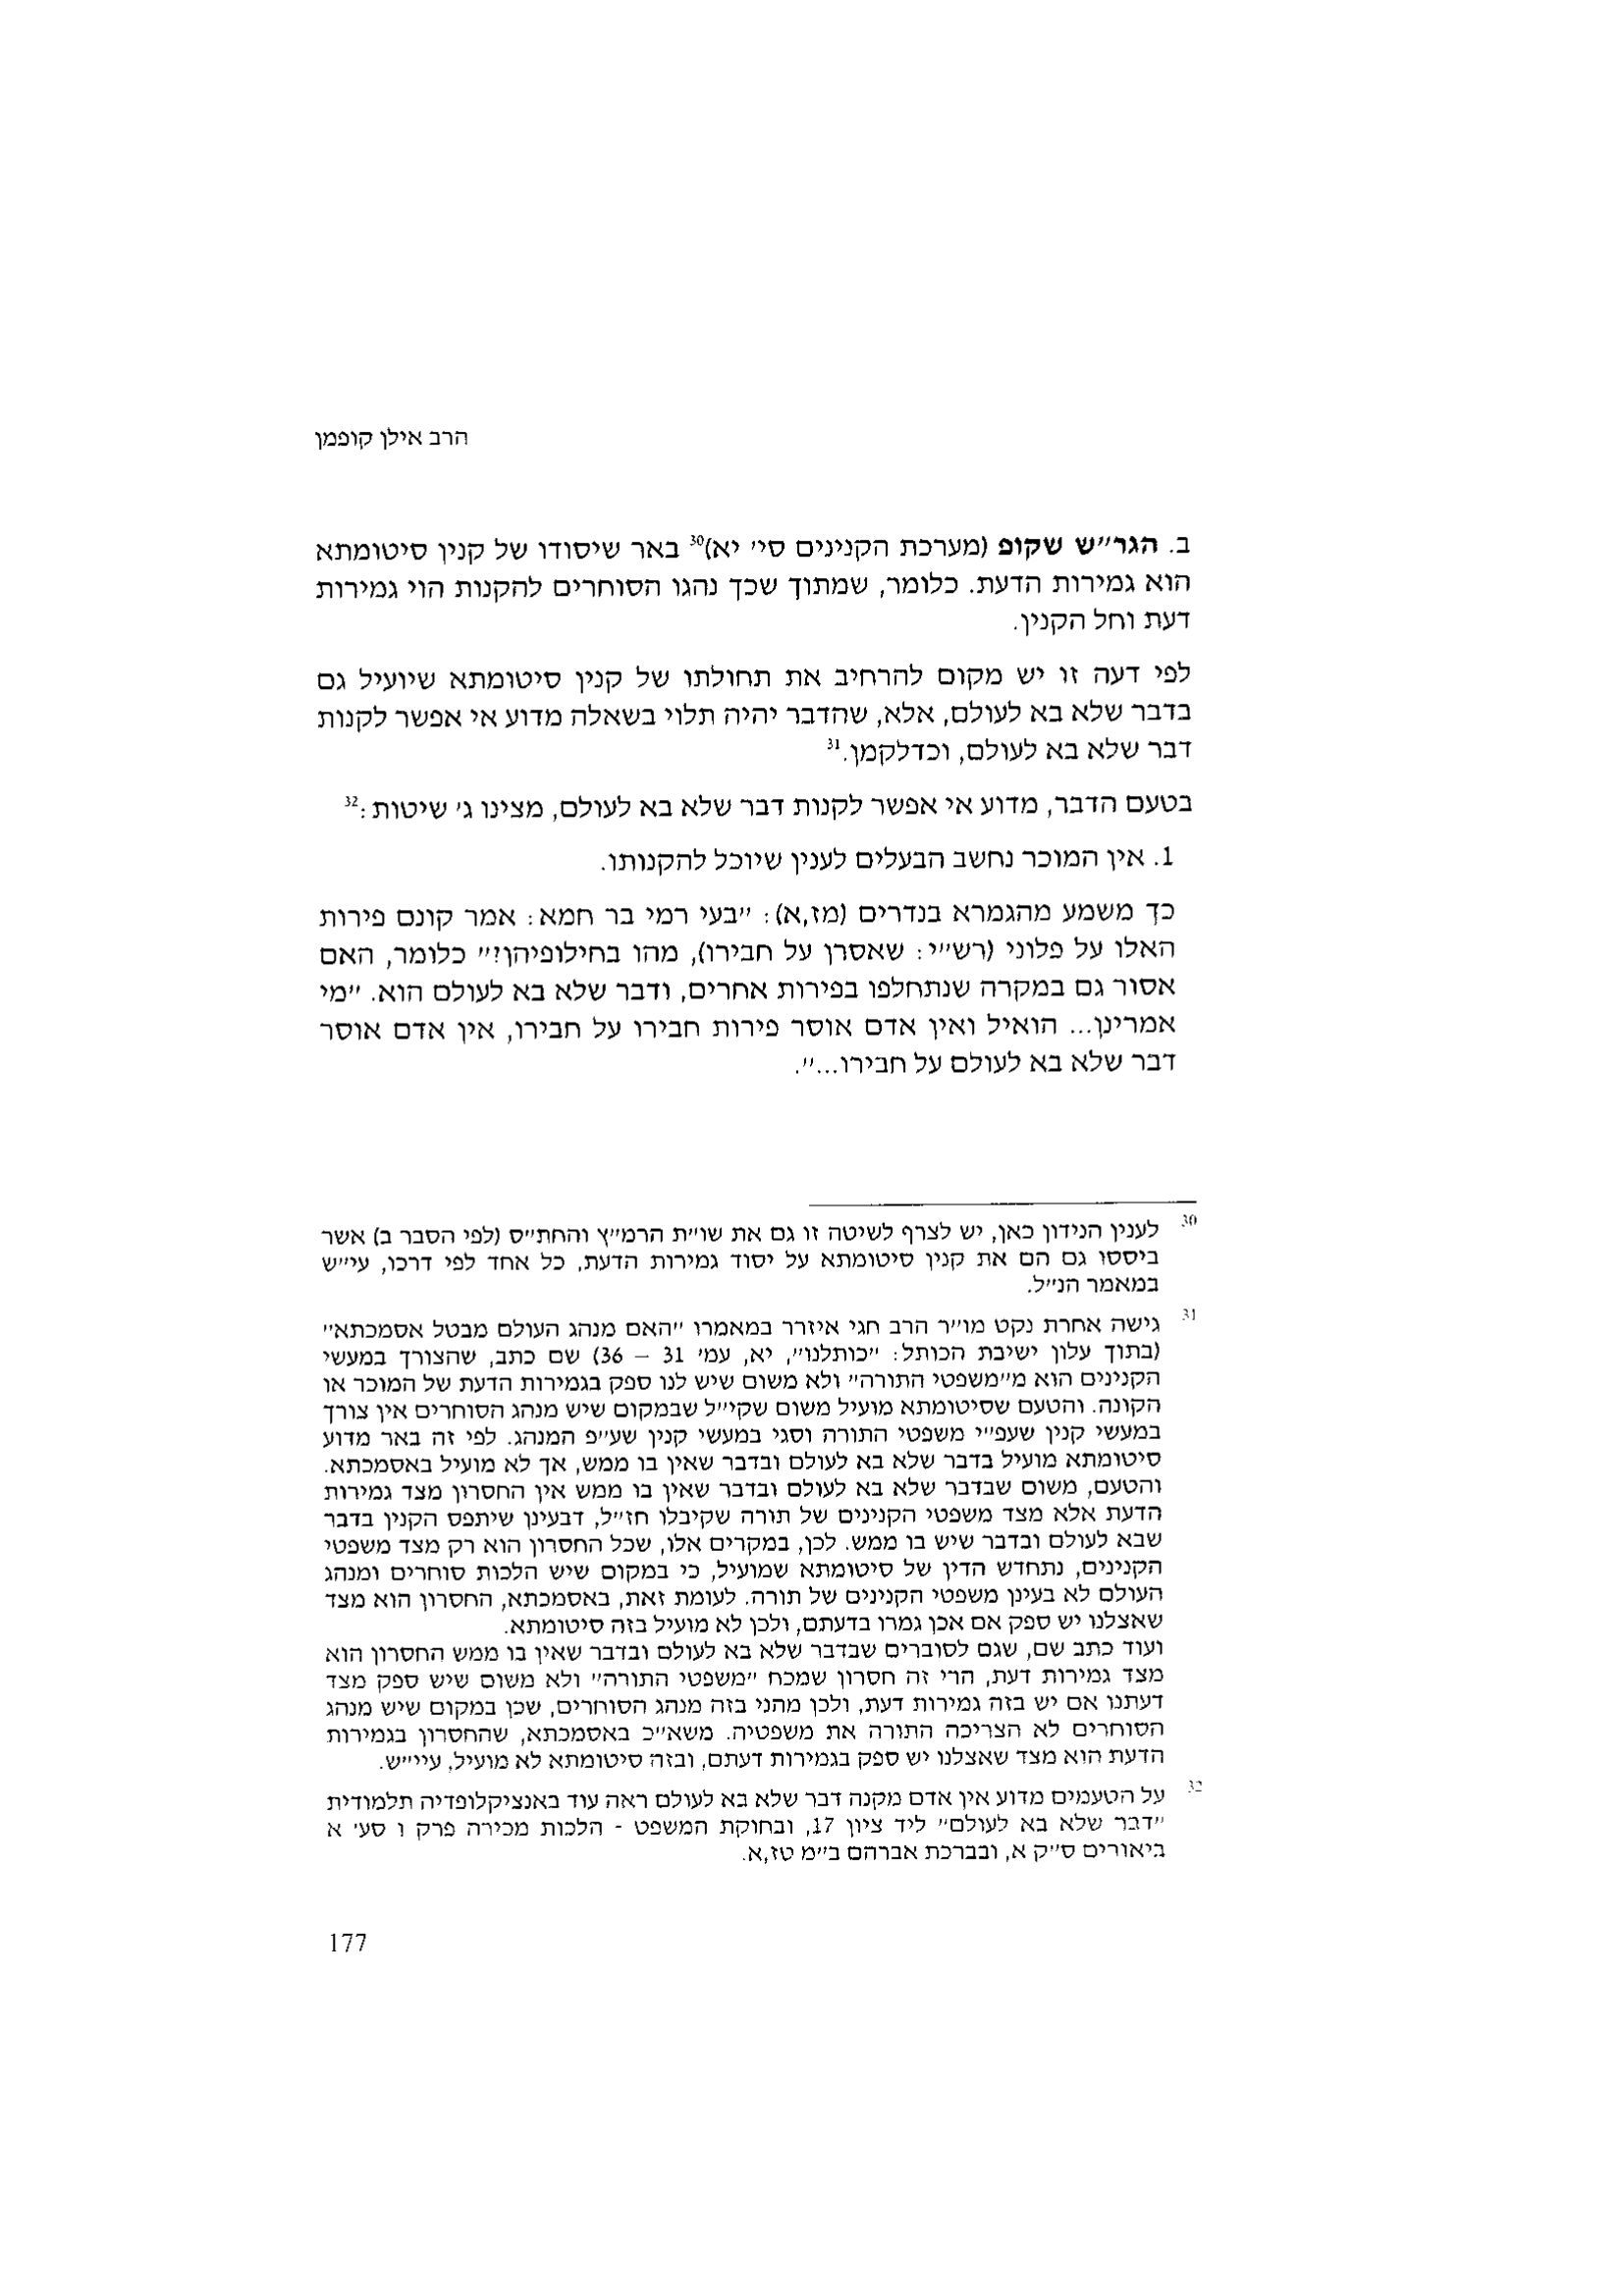 הרב אילן קופמן
ב. הגר״ש שקופ (מערכת הקנינים סי׳ יא)30 באר שיסודו של קנין סיטומתא
הוא גמירות הדעת. כלומר, שמתוך שכך נהגו הסוחרים להקנות הוי גמירות
דעת וחל הקנין.
לפי דעה זו יש מקום להרחיב את תחולתו של קנין סיטומתא שיועיל גם
בדבר שלא בא לעולם, אלא, שהדבר יהיה תלוי בשאלה מדוע אי אפשר לקנות
דבר שלא בא לעולם, וכדלקמן.31
בטעם הדבר, מדוע אי אפשר לקנות דבר שלא בא לעולם, מצינו ג׳ שיטות:32
1. אין המוכר נחשב הבעלים לענין שיוכל להקנותו.
כך משמע מהגמרא בנדרים (מז,א): ״בעי רמי בר חמא: אמר קונם פירות
האלו על פלוני (רש״י: שאסרן על חבירו), מהו בחילופיהן?״ כלומר, האם
אסור גם במקרה שנתחלפו בפירות אחרים, ודבר שלא בא לעולם הוא. ״מי
אמרינן... הואיל ואין אדם אוסר פירות חבירו על חבירו, אין אדם אוסר
דבר שלא בא לעולם על חבירו...״.
30 לענין הנידון כאן, יש לצרף לשיטה זו גם את שו״ת הרמ״ץ והחת״ס (לפי הסבר ב) אשר
ביססו גם הם את קנין סיטומתא על יסוד גמירות הדעת, כל אחד לפי דרכו, עי״ש
במאמר הנ״ל.
31 גישה אחרת נקט מו״ר הרב חגי איזרר במאמרו ״האם מנהג העולם מבטל אסמכתא״
(בתוך עלון ישיבת הכותל: ״כותלנו״, יא, עמ׳ 31 – 36) שם כתב, שהצורך במעשי
הקנינים הוא מ״משפטי התורה״ ולא משום שיש לנו ספק בגמירות הדעת של המוכר או
הקונה. והטעם שסיטומתא מועיל משום שקי״ל שבמקום שיש מנהג הסוחרים אין צורך
במעשי קנין שעפ״י משפטי התורה וסגי במעשי קנין שע״פ המנהג. לפי זה באר מדוע
סיטומתא מועיל בדבר שלא בא לעולם ובדבר שאין בו ממש, אך לא מועיל באסמכתא.
והטעם, משום שבדבר שלא בא לעולם ובדבר שאין בו ממש אין החסרון מצד גמירות
הדעת אלא מצד משפטי הקנינים של תורה שקיבלו חז״ל, דבעינן שיתפס הקנין בדבר
שבא לעולם ובדבר שיש בו ממש. לכן, במקרים אלו, שכל החסרון הוא רק מצד משפטי
הקנינים, נתחדש הדין של סיטומתא שמועיל, כי במקום שיש הלכות סוחרים ומנהג
העולם לא בעינן משפטי הקנינים של תורה. לעומת זאת, באסמכתא, החסרון הוא מצד
שאצלנו יש ספק אם אכן גמרו בדעתם, ולכן לא מועיל בזה סיטומתא.
ועוד כתב שם, שגם לסוברים שבדבר שלא בא לעולם ובדבר שאין בו ממש החסרון הוא
מצד גמירות דעת, הרי זה חסרון שמכח ״משפטי התורה״ ולא משום שיש ספק מצד
דעתנו אם יש בזה גמירות דעת, ולכן מהני בזה מנהג הסוחרים, שכן במקום שיש מנהג
הסוחרים לא הצריכה התורה את משפטיה. משא״כ באסמכתא, שהחסרון בגמירות
הדעת הוא מצד שאצלנו יש ספק בגמירות דעתם, ובזה סיטומתא לא מועיל, עיי״ש.
32 על הטעמים מדוע אין אדם מקנה דבר שלא בא לעולם ראה עוד באנציקלופדיה תלמודית
״דבר שלא בא לעולם״ ליד ציון 17, ובחוקת המשפט - הלכות מכירה פרק ו סע׳ א
ביאורים ס״ק א, ובברכת אברהם ב״מ טז,א.
177